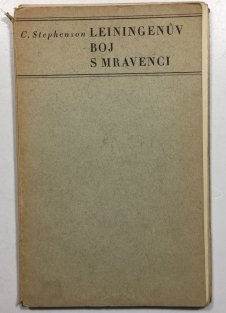 C. Stephenson LEININGENŮV
BOJ
S MRAVENCI